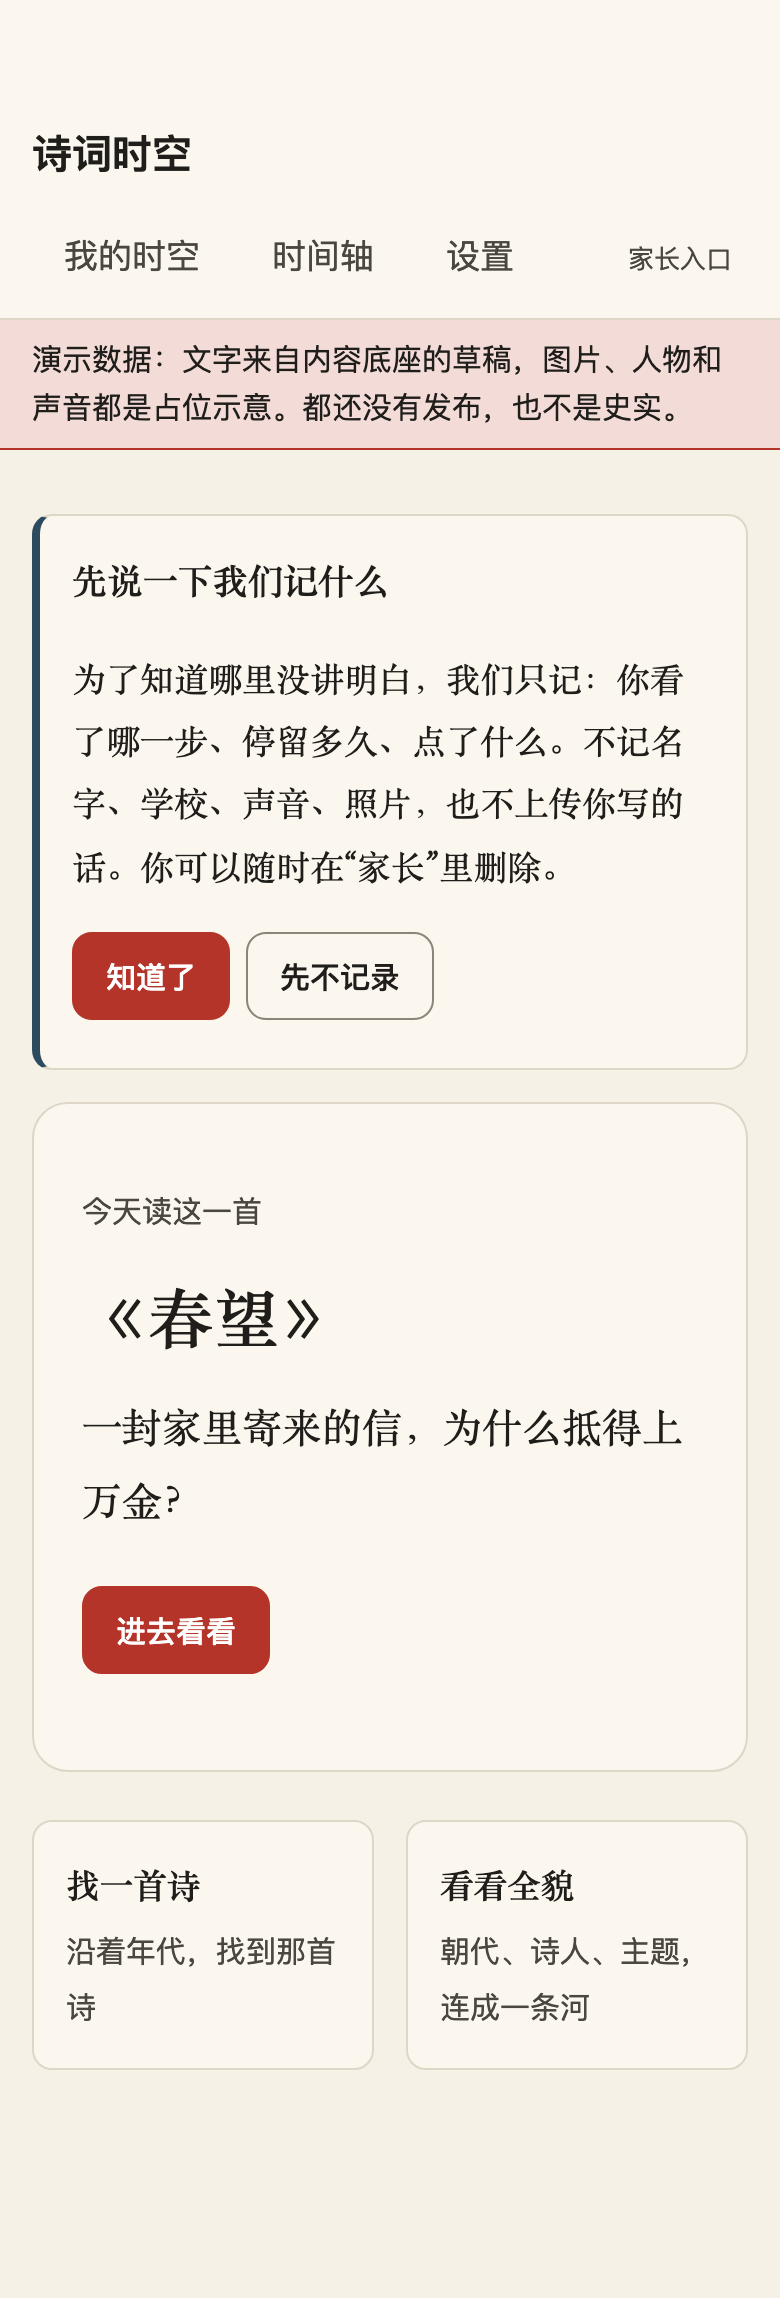 诗词时空
我的时空 时间轴 设置 家长入口
演示数据：文字来自内容底座的草稿，图片、人物和
声音都是占位示意。都还没有发布，也不是史实。
先说一下我们记什么
为了知道哪里没讲明白，我们只记：你看
了哪一步、停留多久、点了什么。不记名
字、学校、声音、照片，也不上传你写的
话。你可以随时在“家长”里删除。
知道了 先不记录
今天读这一首
《春望》
一封家里寄来的信，为什么抵得上
万金？
进去看看
找一首诗
沿着年代，找到那首
诗
看看全貌
朝代、诗人、主题，
连成一条河